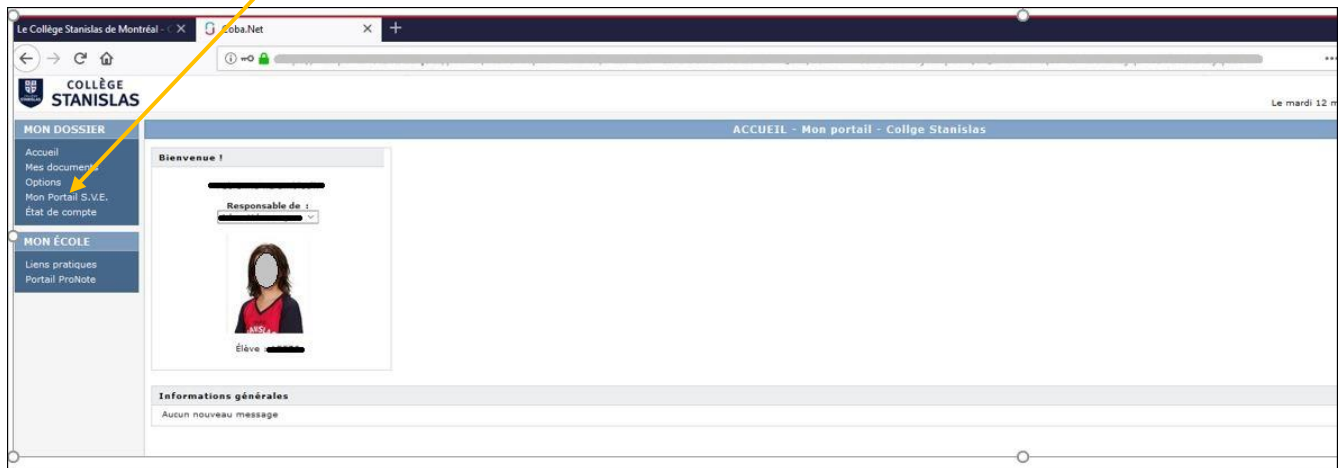 Le Collège Stanislas de Montréal - C
Coba.Net
COLLÈGE
STANISLAS
Le mardi 12 m
MON DOSSIER
ACCUEIL - Mon portail - Collge Stanislas
Accueil
Mes documents
Options
Mon Portail S.V.E.
État de compte
MON ÉCOLE
Liens pratiques
Portail ProNote
Bienvenue !
Responsable de :
Élève :
Informations générales
Aucun nouveau message